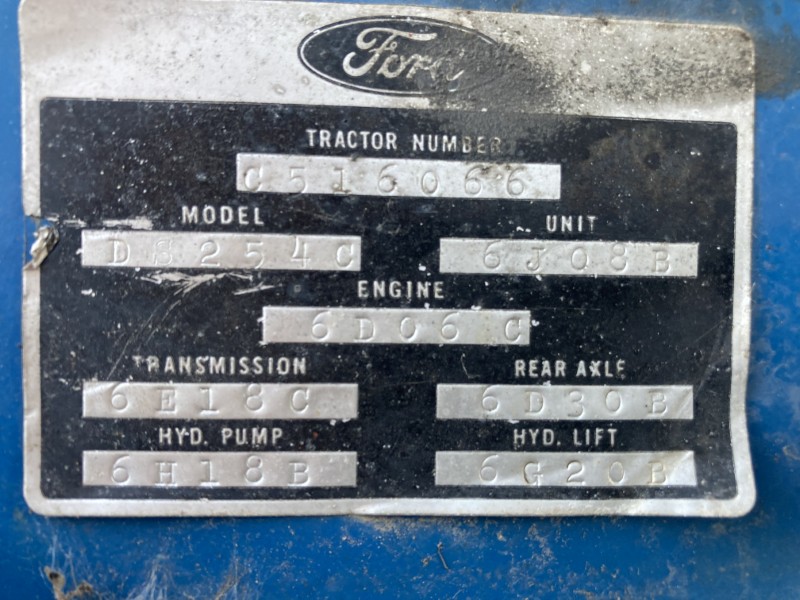 Ford
TRACTOR NUMBER
C516066
MODEL UNIT
D8254C 6J08B
ENGINE
6D06 C
TRANSMISSION REAR AXLE
6E18C 6D30B
HYD. PUMP HYD. LIFT
6H18B 6G20B